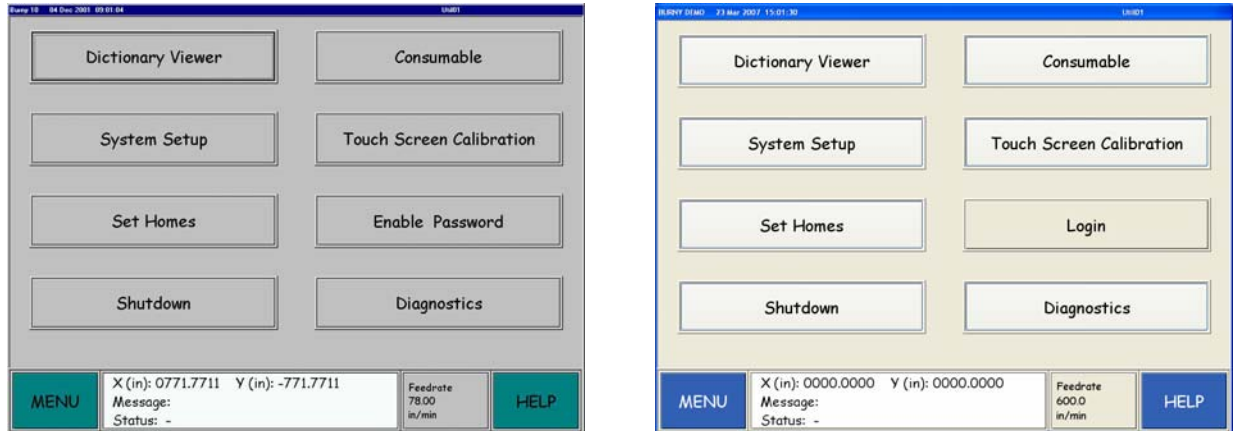 Burny 10 04 Dec 2001 09:01:04 Util01
Dictionary Viewer Consumable
System Setup Touch Screen Calibration
Set Homes Enable Password
Shutdown Diagnostics
MENU
X (in): 0771.7711 Y (in): -771.7711
Message:
Status: -
Feedrate
78.00
in/min
HELP
BURNY DEMO 23 Mar 2007 15:01:30 Util01
Dictionary Viewer Consumable
System Setup Touch Screen Calibration
Set Homes Login
Shutdown Diagnostics
MENU
X (in): 0000.0000 Y (in): 0000.0000
Message:
Status: -
Feedrate
600.0
in/min
HELP